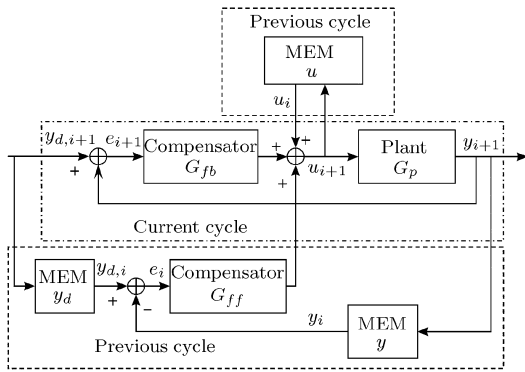 Previous cycle
MEM
u
u_i
+
y_{d,i+1}
e_{i+1}
Compensator
G_{fb}
+
+
+
u_{i+1}
Plant
G_p
y_{i+1}
Current cycle
MEM
y_d
y_{d,i}
+
−
e_i
Compensator
G_{ff}
y_i
MEM
y
Previous cycle